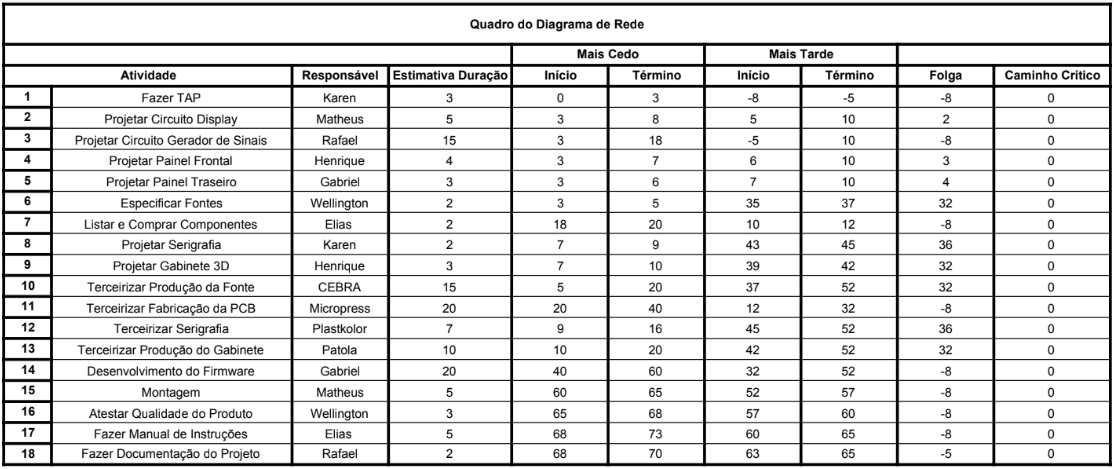 Quadro do Diagrama de Rede
Mais Cedo Mais Tarde
Atividade Responsável Estimativa Duração Início Término Início Término Folga Caminho Crítico
1 Fazer TAP Karen 3 0 3 -8 -5 -8 0
2 Projetar Circuito Display Matheus 5 3 8 5 10 2 0
3 Projetar Circuito Gerador de Sinais Rafael 15 3 18 -5 10 -8 0
4 Projetar Painel Frontal Henrique 4 3 7 6 10 3 0
5 Projetar Painel Traseiro Gabriel 3 3 6 7 10 4 0
6 Especificar Fontes Wellington 2 3 5 35 37 32 0
7 Listar e Comprar Componentes Elias 2 18 20 10 12 -8 0
8 Projetar Serigrafia Karen 2 7 9 43 45 36 0
9 Projetar Gabinete 3D Henrique 3 7 10 39 42 32 0
10 Terceirizar Produção da Fonte CEBRA 15 5 20 37 52 32 0
11 Terceirizar Fabricação da PCB Micropress 20 20 40 12 32 -8 0
12 Terceirizar Serigrafia Plastkolor 7 9 16 45 52 36 0
13 Terceirizar Produção do Gabinete Patola 10 10 20 42 52 32 0
14 Desenvolvimento do Firmware Gabriel 20 40 60 32 52 -8 0
15 Montagem Matheus 5 60 65 52 57 -8 0
16 Atestar Qualidade do Produto Wellington 3 65 68 57 60 -8 0
17 Fazer Manual de Instruções Elias 5 68 73 60 65 -8 0
18 Fazer Documentação do Projeto Rafael 2 68 70 63 65 -5 0